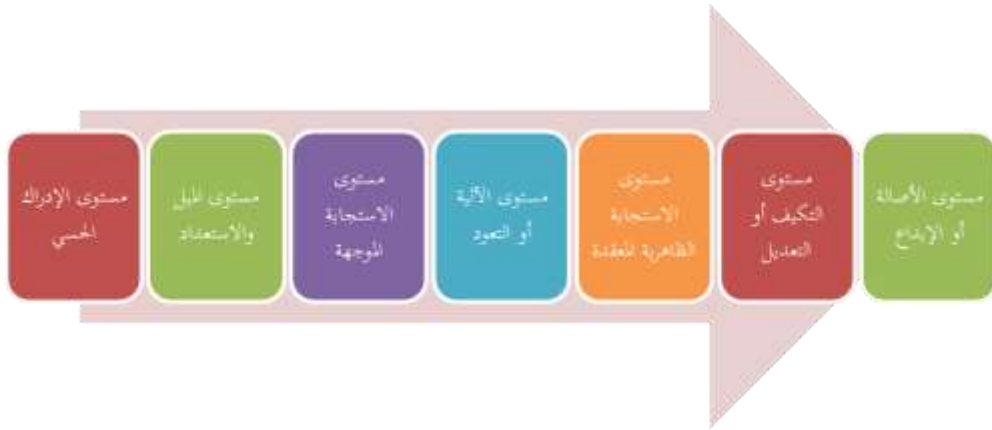 مستوى الإدراك
الحسي
مستوى الميل
والاستعداد
مستوى
الاستجابة
الموجهة
مستوى الآلية
أو التعود
مستوى
الاستجابة
الظاهرية المعقدة
مستوى
التكيف أو
التعديل
مستوى الأصالة
أو الإبداع